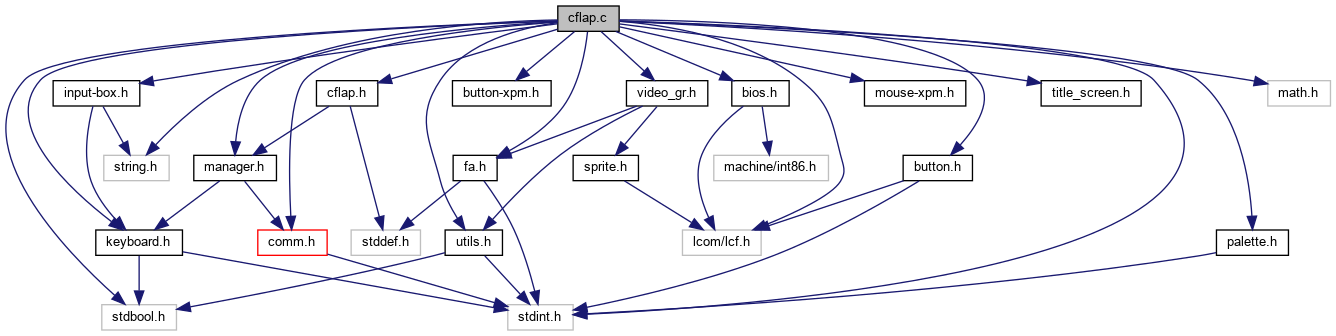 cflap.c
input-box.h
cflap.h
button-xpm.h
video_gr.h
bios.h
mouse-xpm.h
title_screen.h
math.h
string.h
manager.h
fa.h
sprite.h
machine/int86.h
button.h
keyboard.h
comm.h
stddef.h
utils.h
lcom/lcf.h
palette.h
stdbool.h
stdint.h